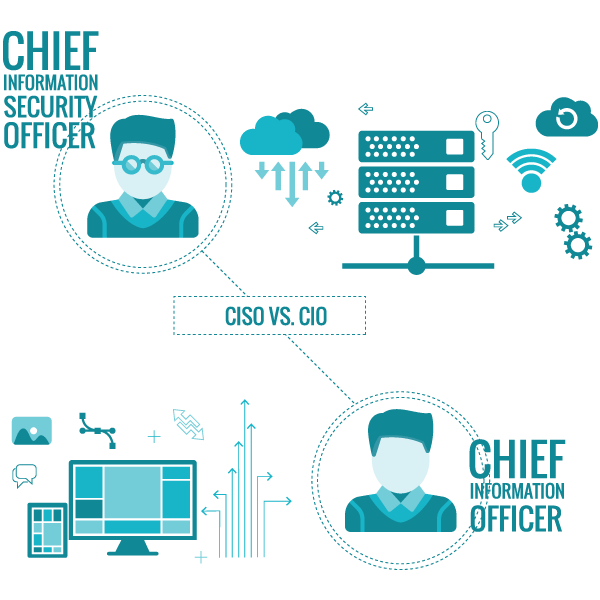 CHIEF
INFORMATION
SECURITY
OFFICER
CISO VS. CIO
CHIEF
INFORMATION
OFFICER